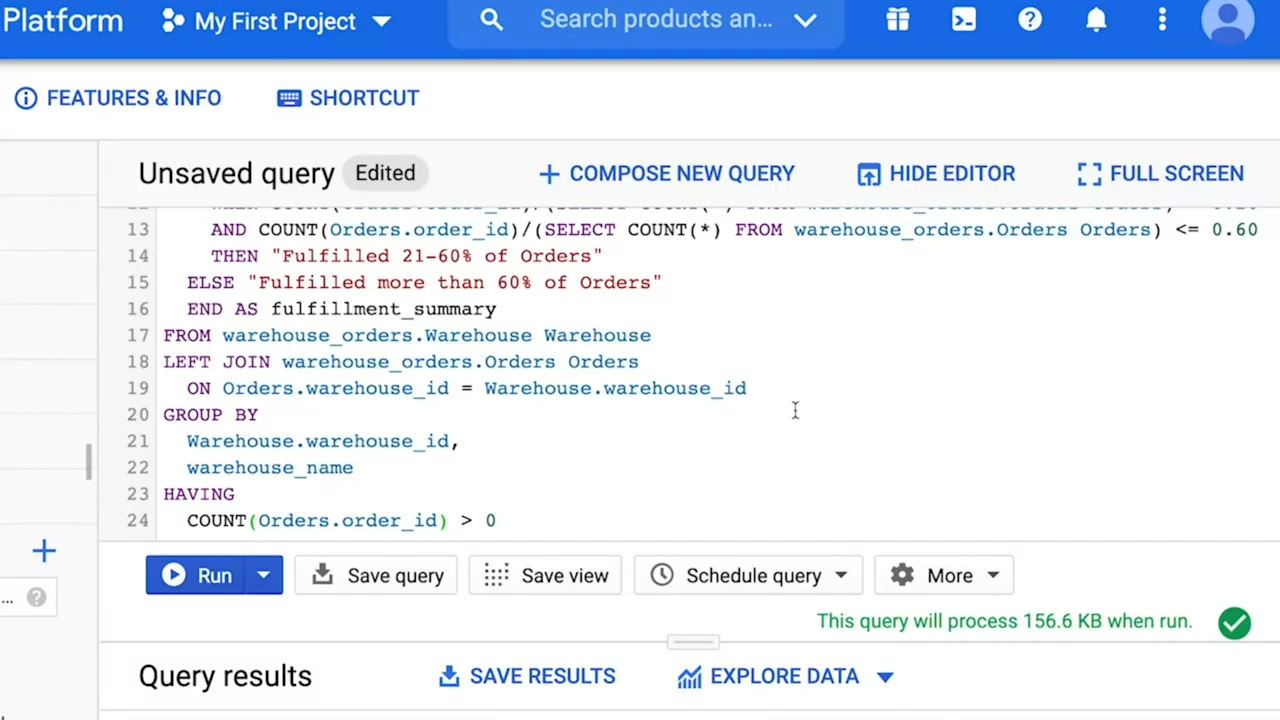 Platform My First Project Search products an...
FEATURES & INFO SHORTCUT
Unsaved query Edited COMPOSE NEW QUERY HIDE EDITOR FULL SCREEN
13 AND COUNT(Orders.order_id)/(SELECT COUNT(*) FROM warehouse_orders.Orders Orders) <= 0.60
14 THEN "Fulfilled 21-60% of Orders"
15 ELSE "Fulfilled more than 60% of Orders"
16 END AS fulfillment_summary
17 FROM warehouse_orders.Warehouse Warehouse
18 LEFT JOIN warehouse_orders.Orders Orders
19 ON Orders.warehouse_id = Warehouse.warehouse_id
20 GROUP BY
21 Warehouse.warehouse_id,
22 warehouse_name
23 HAVING
24 COUNT(Orders.order_id) > 0
Run Save query Save view Schedule query More
...
This query will process 156.6 KB when run.
Query results SAVE RESULTS EXPLORE DATA